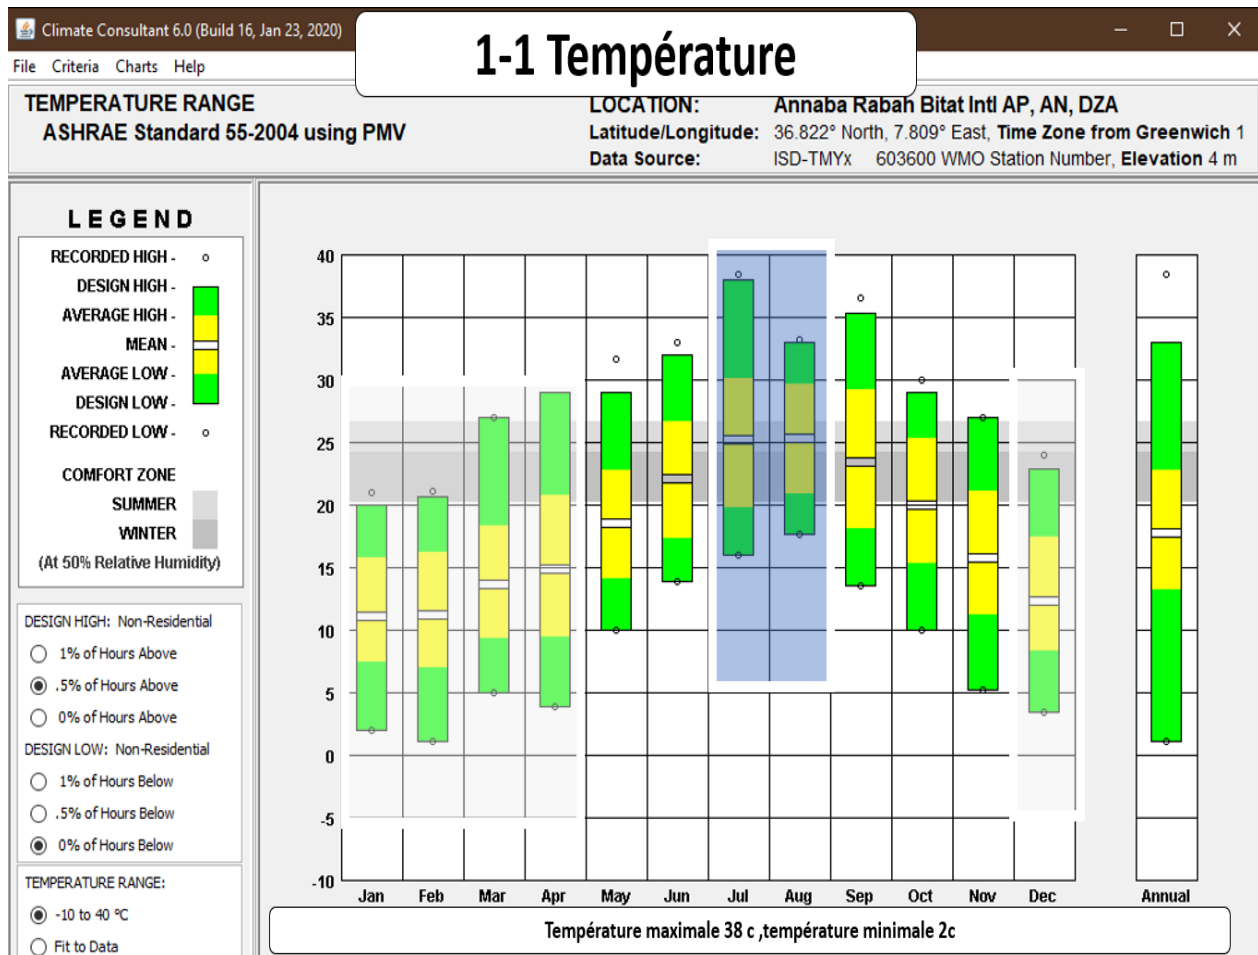 Climate Consultant 6.0 (Build 16, Jan 23, 2020)
1-1 Température
File Criteria Charts Help
TEMPERATURE RANGE
ASHRAE Standard 55-2004 using PMV
LOCATION: Annaba Rabah Bitat Intl AP, AN, DZA
Latitude/Longitude: 36.822° North, 7.809° East, Time Zone from Greenwich 1
Data Source: ISD-TMYx 603600 WMO Station Number, Elevation 4 m
LEGEND
RECORDED HIGH -
DESIGN HIGH -
AVERAGE HIGH -
MEAN -
AVERAGE LOW -
DESIGN LOW -
RECORDED LOW -
COMFORT ZONE
SUMMER
WINTER
(At 50% Relative Humidity)
DESIGN HIGH: Non-Residential
1% of Hours Above
.5% of Hours Above
0% of Hours Above
DESIGN LOW: Non-Residential
1% of Hours Below
.5% of Hours Below
0% of Hours Below
TEMPERATURE RANGE:
-10 to 40 °C
Fit to Data
40
35
30
25
20
15
10
5
0
-5
-10
Jan Feb Mar Apr May Jun Jul Aug Sep Oct Nov Dec Annual
Température maximale 38 c ,température minimale 2c